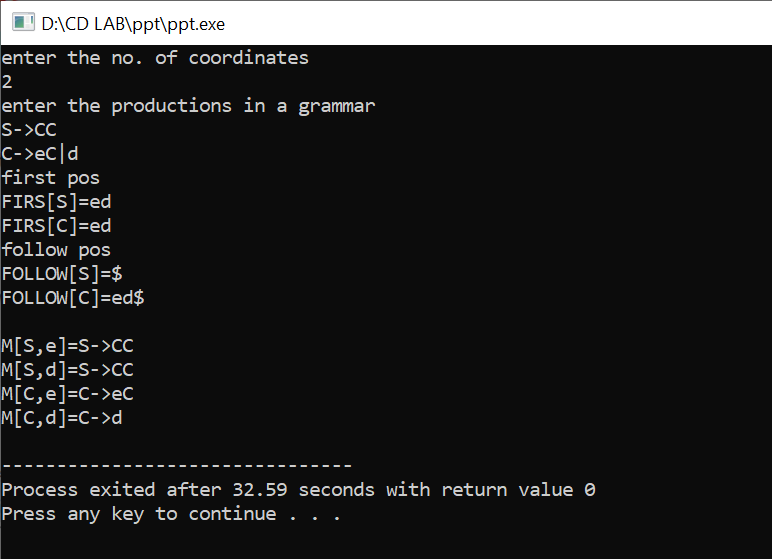 D:\CD LAB\ppt\ppt.exe
enter the no. of coordinates
2
enter the productions in a grammar
S->CC
C->eC|d
first pos
FIRS[S]=ed
FIRS[C]=ed
follow pos
FOLLOW[S]=$
FOLLOW[C]=ed$
M[S,e]=S->CC
M[S,d]=S->CC
M[C,e]=C->eC
M[C,d]=C->d
--------------------------------
Process exited after 32.59 seconds with return value 0
Press any key to continue . . .